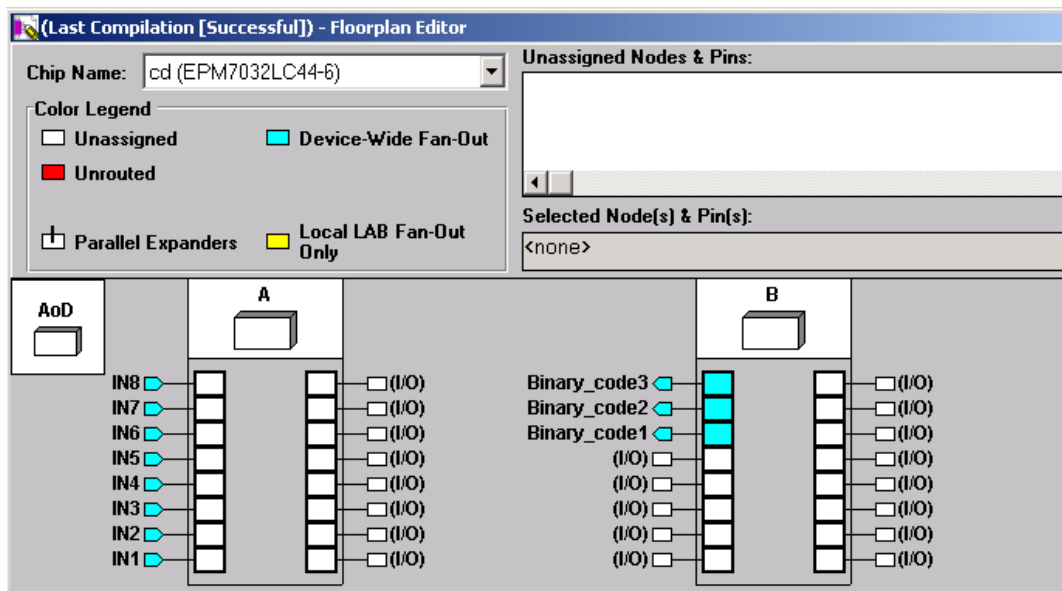 (Last Compilation [Successful]) - Floorplan Editor
Chip Name: cd (EPM7032LC44-6)
Unassigned Nodes & Pins:
Color Legend
Unassigned Device-Wide Fan-Out
Unrouted
Parallel Expanders Local LAB Fan-Out Only
Selected Node(s) & Pin(s):
<none>
AoD A B
IN8 (I/O) Binary_code3 (I/O)
IN7 (I/O) Binary_code2 (I/O)
IN6 (I/O) Binary_code1 (I/O)
IN5 (I/O) (I/O) (I/O)
IN4 (I/O) (I/O) (I/O)
IN3 (I/O) (I/O) (I/O)
IN2 (I/O) (I/O) (I/O)
IN1 (I/O) (I/O) (I/O)